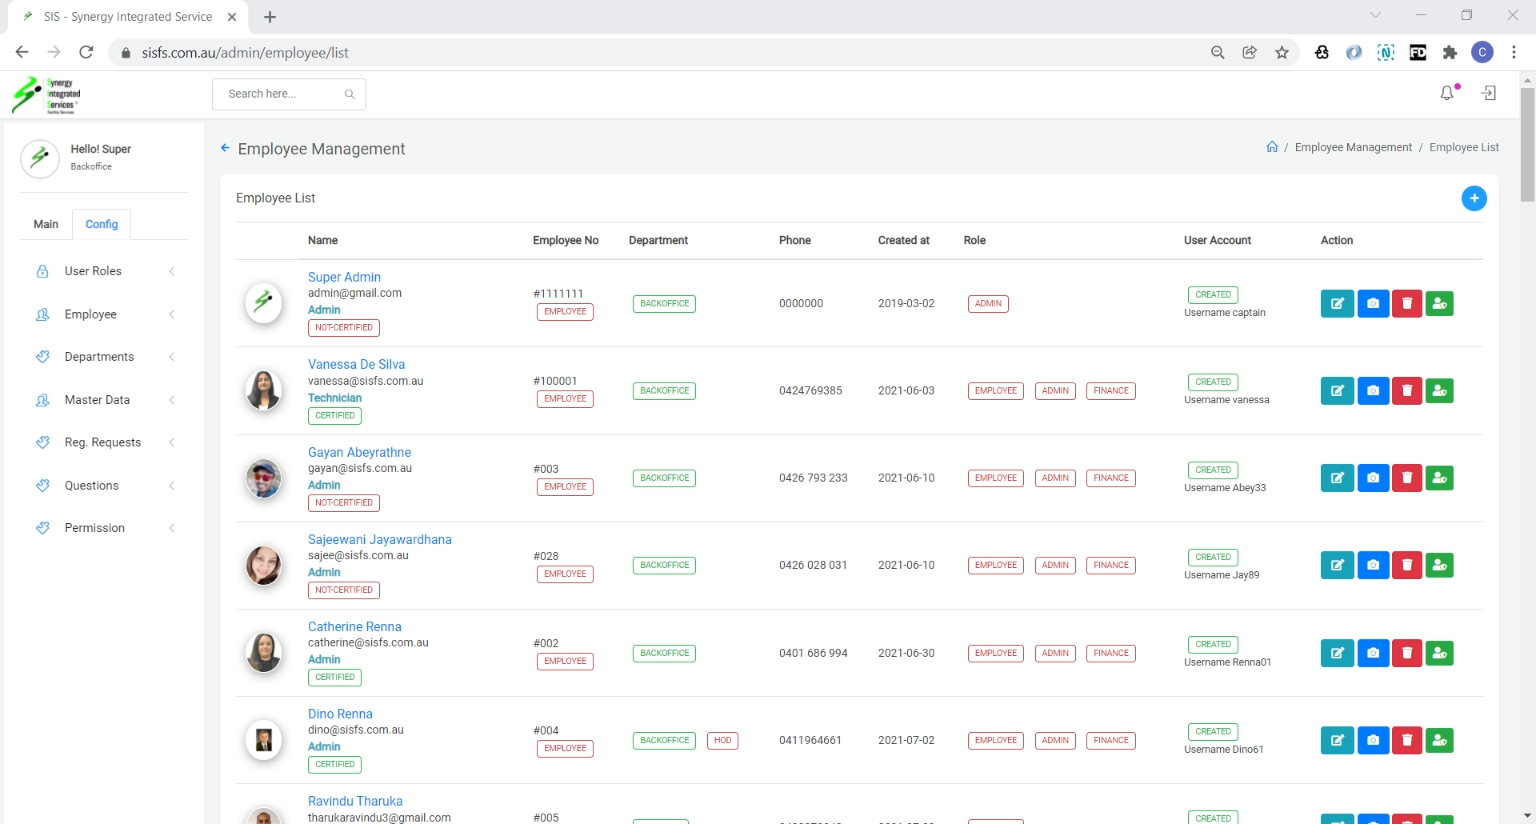 SIS - Synergy Integrated Service
sisfs.com.au/admin/employee/list
FD
C
Synergy
Integrated
Services
Search here...
Hello! Super
Backoffice
Main Config
User Roles
Employee
Departments
Master Data
Reg. Requests
Questions
Permission
Employee Management
/ Employee Management / Employee List
Employee List
Name Employee No Department Phone Created at Role User Account Action
Super Admin
admin@gmail.com
Admin
NOT-CERTIFIED
#1111111
EMPLOYEE
BACKOFFICE
0000000
2019-03-02
ADMIN
CREATED
Username captain
Vanessa De Silva
vanessa@sisfs.com.au
Technician
CERTIFIED
#100001
EMPLOYEE
BACKOFFICE
0424769385
2021-06-03
EMPLOYEE ADMIN FINANCE
CREATED
Username vanessa
Gayan Abeyrathne
gayan@sisfs.com.au
Admin
NOT-CERTIFIED
#003
EMPLOYEE
BACKOFFICE
0426 793 233
2021-06-10
EMPLOYEE ADMIN FINANCE
CREATED
Username Abey33
Sajeewani Jayawardhana
sajee@sisfs.com.au
Admin
NOT-CERTIFIED
#028
EMPLOYEE
BACKOFFICE
0426 028 031
2021-06-10
EMPLOYEE ADMIN FINANCE
CREATED
Username Jay89
Catherine Renna
catherine@sisfs.com.au
Admin
CERTIFIED
#002
EMPLOYEE
BACKOFFICE
0401 686 994
2021-06-30
EMPLOYEE ADMIN FINANCE
CREATED
Username Renna01
Dino Renna
dino@sisfs.com.au
Admin
CERTIFIED
#004
EMPLOYEE
BACKOFFICE HOD
0411964661
2021-07-02
EMPLOYEE ADMIN FINANCE
CREATED
Username Dino61
Ravindu Tharuka
tharukaravindu3@gmail.com
#005
CREATED